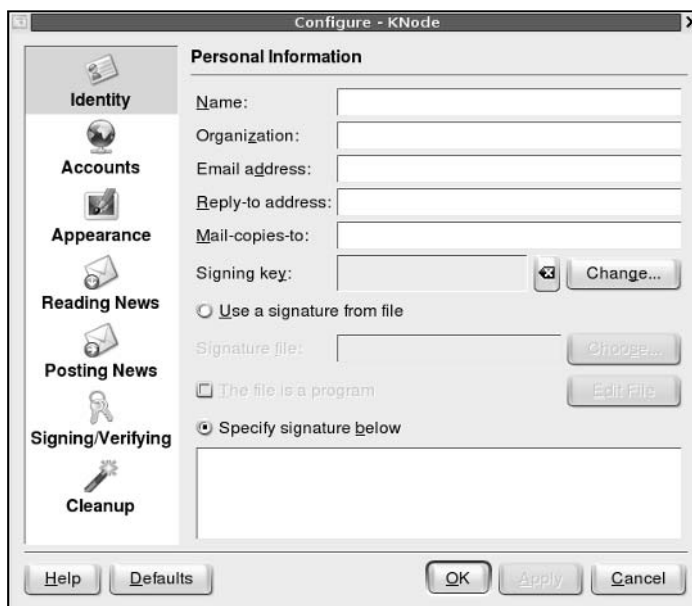 Configure - KNode
Identity
Accounts
Appearance
Reading News
Posting News
Signing/Verifying
Cleanup
Personal Information
Name:
Organization:
Email address:
Reply-to address:
Mail-copies-to:
Signing key:
Change...
Use a signature from file
Signature file:
Choose...
The file is a program
Edit File
Specify signature below
Help
Defaults
OK
Apply
Cancel